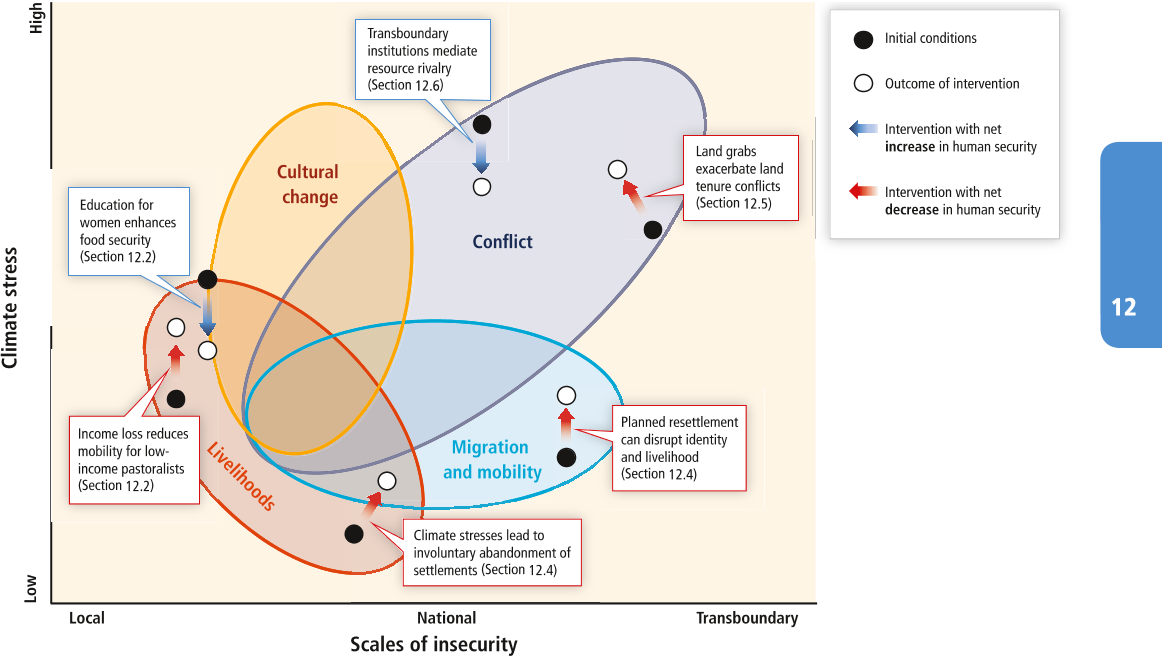 High
Climate stress
Low
Transboundary
institutions mediate
resource rivalry
(Section 12.6)
Cultural
change
Education for
women enhances
food security
(Section 12.2)
Conflict
Land grabs
exacerbate land
tenure conflicts
(Section 12.5)
Income loss reduces
mobility for low-
income pastoralists
(Section 12.2)
Livelihoods
Migration
and mobility
Planned resettlement
can disrupt identity
and livelihood
(Section 12.4)
Climate stresses lead to
involuntary abandonment of
settlements (Section 12.4)
Local
National
Transboundary
Scales of insecurity
Initial conditions
Outcome of intervention
Intervention with net
increase in human security
Intervention with net
decrease in human security
12